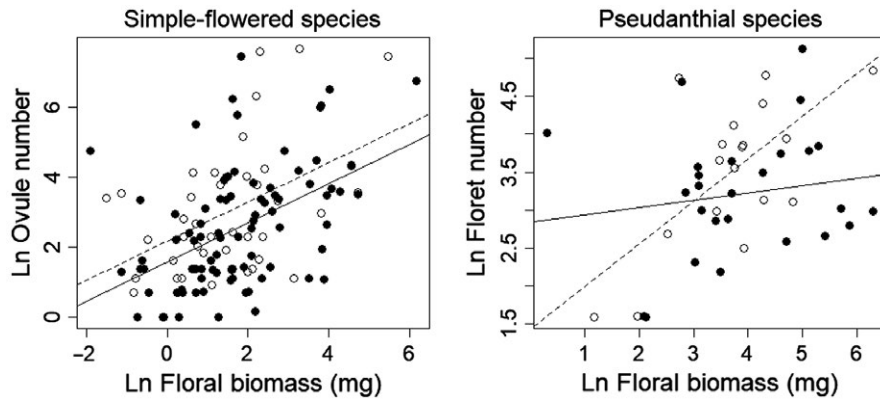 Simple-flowered species
Ln Ovule number
0 2 4 6
−2 0 2 4 6
Ln Floral biomass (mg)
Pseudanthial species
Ln Floret number
1.5 2.5 3.5 4.5
1 2 3 4 5 6
Ln Floral biomass (mg)